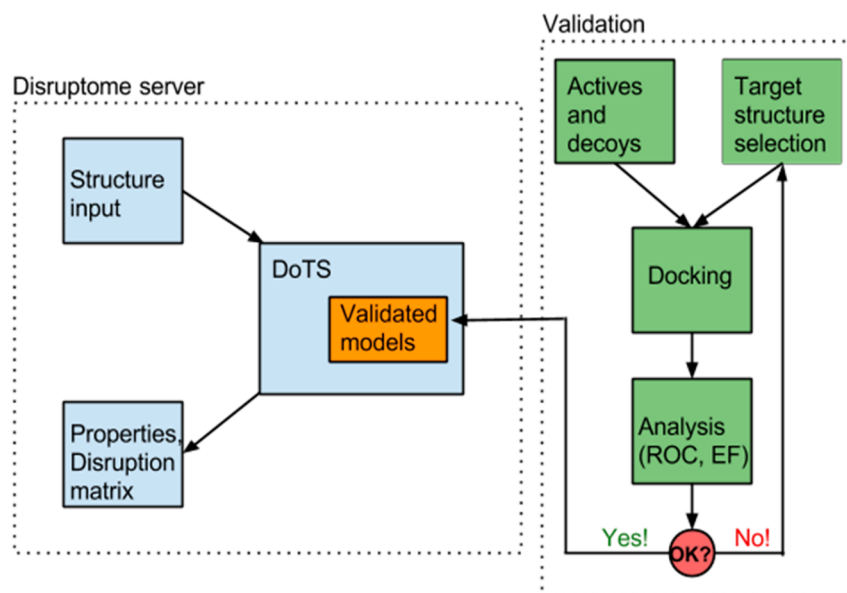 Validation
Disruptome server
Actives
and
decoys
Target
structure
selection
Structure
input
DoTS
Validated
models
Docking
Properties,
Disruption
matrix
Analysis
(ROC, EF)
Yes!
OK?
No!